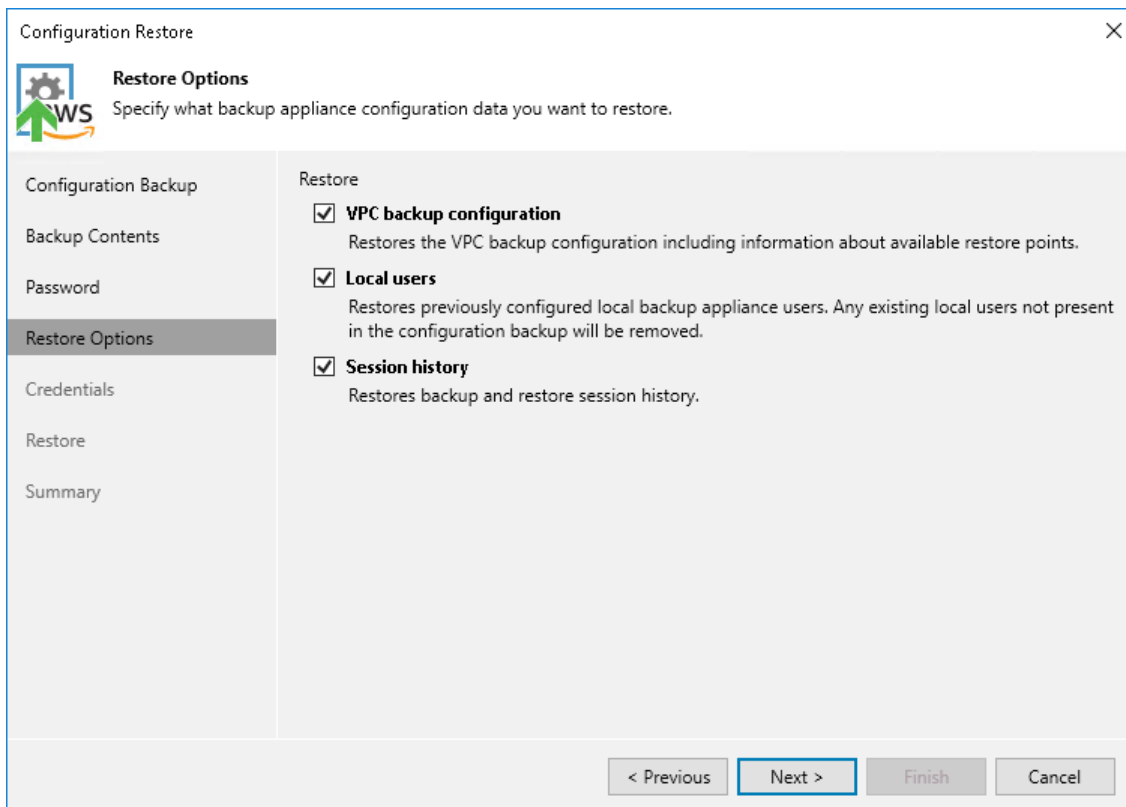 Configuration Restore
Restore Options
Specify what backup appliance configuration data you want to restore.
WS
Configuration Backup
Backup Contents
Password
Restore Options
Credentials
Restore
Summary
Restore
VPC backup configuration
Restores the VPC backup configuration including information about available restore points.
Local users
Restores previously configured local backup appliance users. Any existing local users not present
in the configuration backup will be removed.
Session history
Restores backup and restore session history.
< Previous
Next >
Finish
Cancel